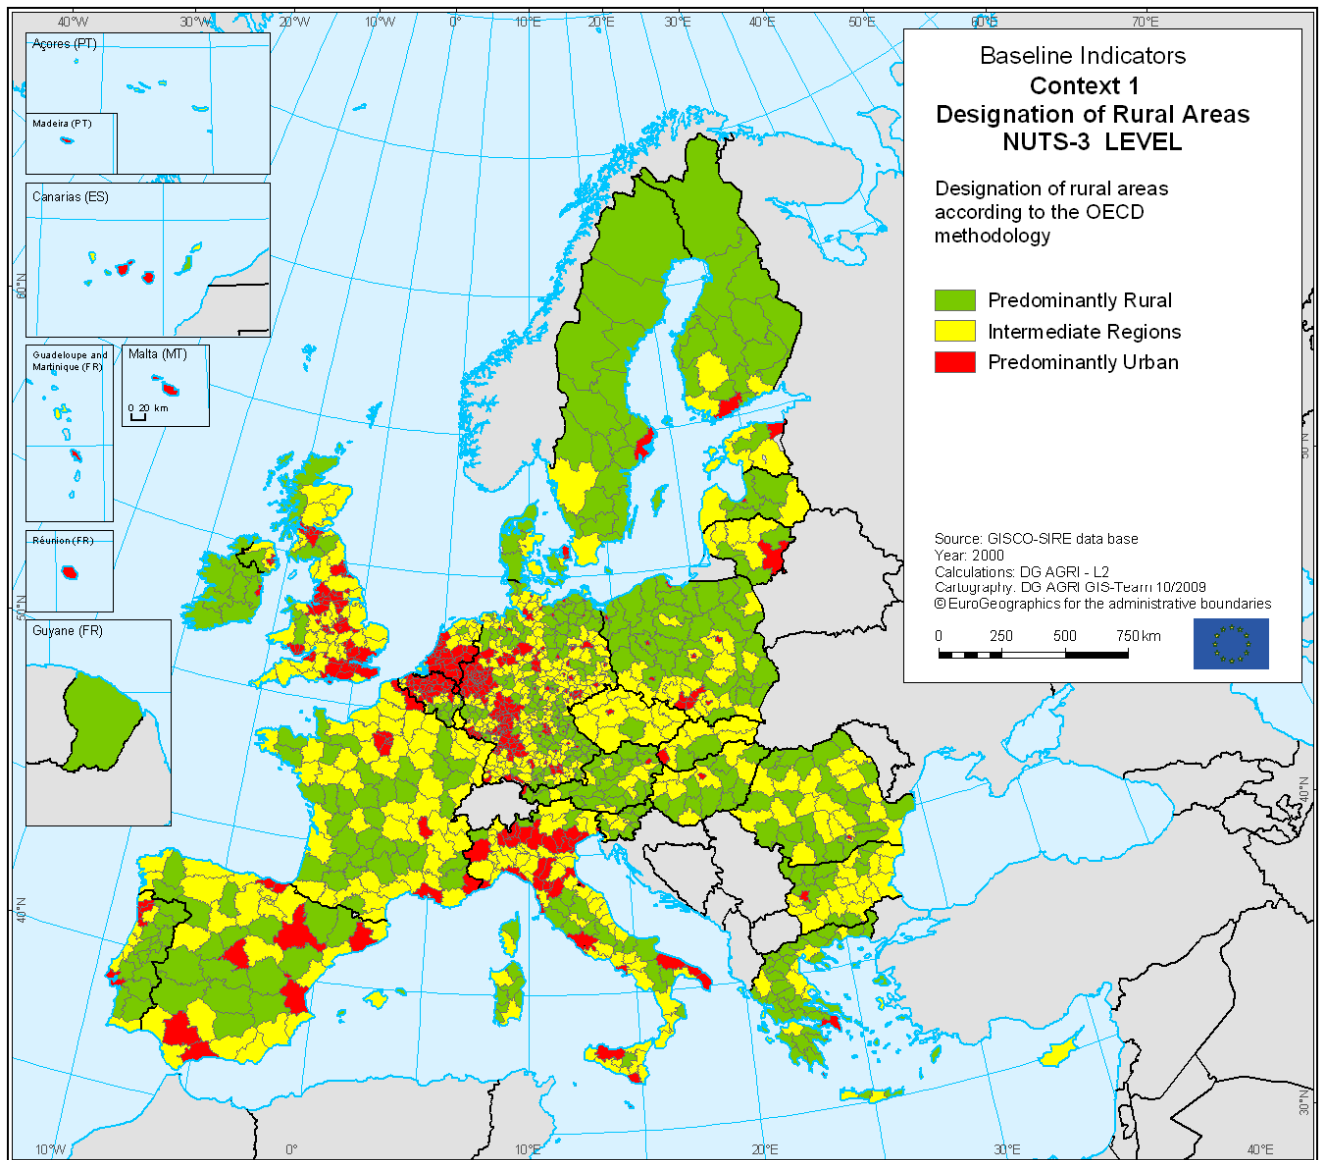 40°W 30°W 20°W 10°W 0° 10°E 20°E 30°E 40°E 50°E 60°E 70°E
Açores (PT)
Madeira (PT)
Canarias (ES)
Guadeloupe and
Martinique (FR)
Malta (MT)
0 20 km
Réunion (FR)
Guyane (FR)
Baseline Indicators
Context 1
Designation of Rural Areas
NUTS-3 LEVEL
Designation of rural areas
according to the OECD
methodology
Predominantly Rural
Intermediate Regions
Predominantly Urban
Source: GISCO-SIRE data base
Year: 2000
Calculations: DG AGRI - L2
Cartography: DG AGRI GIS-Team 10/2009
© EuroGeographics for the administrative boundaries
0 250 500 750 km
60°N
50°N
40°N
50°N
40°N
30°N
10°W 0° 10°E 20°E 30°E 40°E